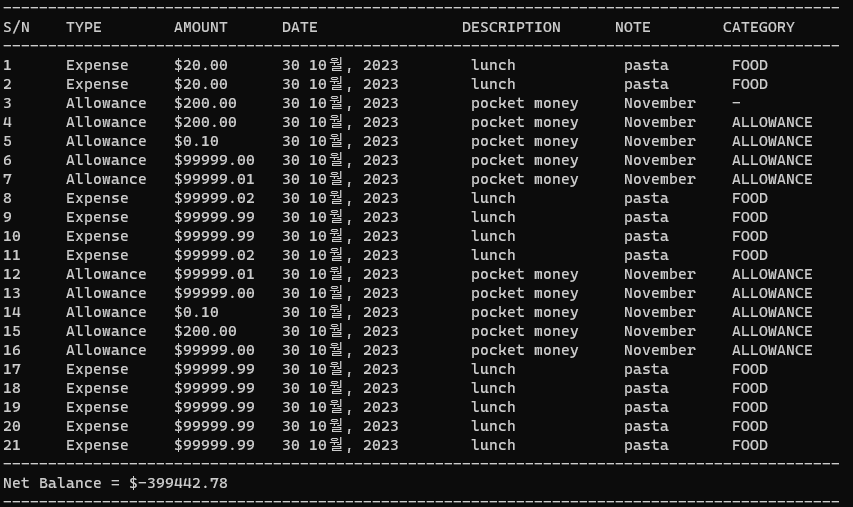 S/N TYPE AMOUNT DATE DESCRIPTION NOTE CATEGORY
1 Expense $20.00 30 10월, 2023 lunch pasta FOOD
2 Expense $20.00 30 10월, 2023 lunch pasta FOOD
3 Allowance $200.00 30 10월, 2023 pocket money November -
4 Allowance $200.00 30 10월, 2023 pocket money November ALLOWANCE
5 Allowance $0.10 30 10월, 2023 pocket money November ALLOWANCE
6 Allowance $99999.00 30 10월, 2023 pocket money November ALLOWANCE
7 Allowance $99999.01 30 10월, 2023 pocket money November ALLOWANCE
8 Expense $99999.02 30 10월, 2023 lunch pasta FOOD
9 Expense $99999.99 30 10월, 2023 lunch pasta FOOD
10 Expense $99999.99 30 10월, 2023 lunch pasta FOOD
11 Expense $99999.02 30 10월, 2023 lunch pasta FOOD
12 Allowance $99999.01 30 10월, 2023 pocket money November ALLOWANCE
13 Allowance $99999.00 30 10월, 2023 pocket money November ALLOWANCE
14 Allowance $0.10 30 10월, 2023 pocket money November ALLOWANCE
15 Allowance $200.00 30 10월, 2023 pocket money November ALLOWANCE
16 Allowance $99999.00 30 10월, 2023 pocket money November ALLOWANCE
17 Expense $99999.99 30 10월, 2023 lunch pasta FOOD
18 Expense $99999.99 30 10월, 2023 lunch pasta FOOD
19 Expense $99999.99 30 10월, 2023 lunch pasta FOOD
20 Expense $99999.99 30 10월, 2023 lunch pasta FOOD
21 Expense $99999.99 30 10월, 2023 lunch pasta FOOD
Net Balance = $-399442.78